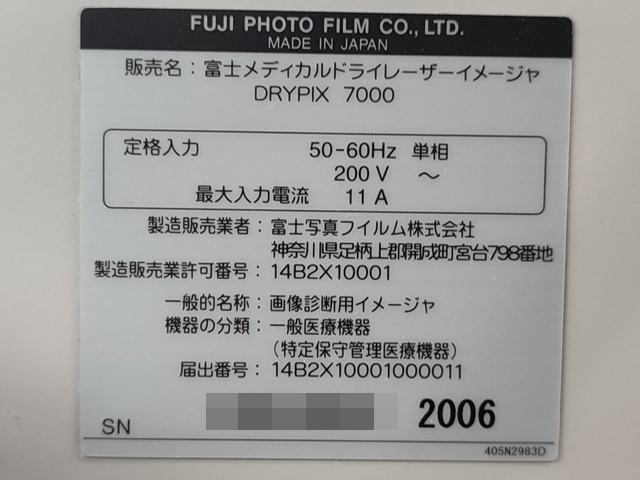 FUJI PHOTO FILM CO., LTD.
MADE IN JAPAN
販売名：富士メディカルドライレーザーイメージャ
DRYPIX 7000
定格入力 50-60Hz 単相
200 V ～
最大入力電流 11 A
製造販売業者：富士写真フイルム株式会社
神奈川県足柄上郡開成町宮台798番地
製造販売業許可番号：14B2X10001
一般的名称：画像診断用イメージャ
機器の分類：一般医療機器
（特定保守管理医療機器）
届出番号：14B2X10001000011
SN 2006
405N2983D